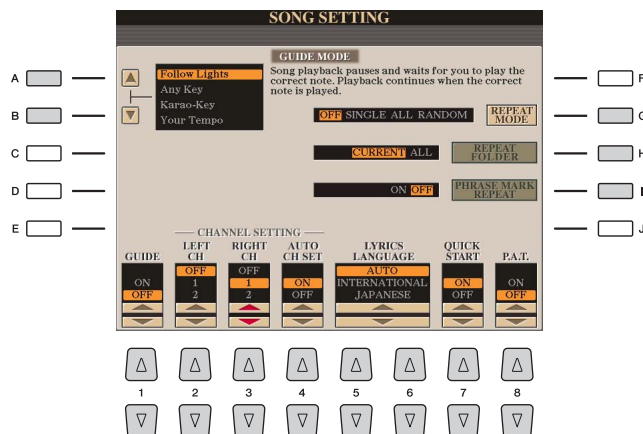 SONG SETTING
GUIDE MODE
Follow Lights
Any Key
Karao-Key
Your Tempo
Song playback pauses and waits for you to play the
correct note. Playback continues when the correct
note is played.
OFF SINGLE ALL RANDOM
REPEAT
MODE
CURRENT ALL
REPEAT
FOLDER
ON OFF
PHRASE MARK
REPEAT
A
B
C
D
E
F
G
H
I
J
CHANNEL SETTING
GUIDE
ON
OFF
LEFT
CH
OFF
1
2
RIGHT
CH
OFF
1
2
AUTO
CH SET
ON
OFF
LYRICS
LANGUAGE
AUTO
INTERNATIONAL
JAPANESE
QUICK
START
ON
OFF
P.A.T.
ON
OFF
1 2 3 4 5 6 7 8